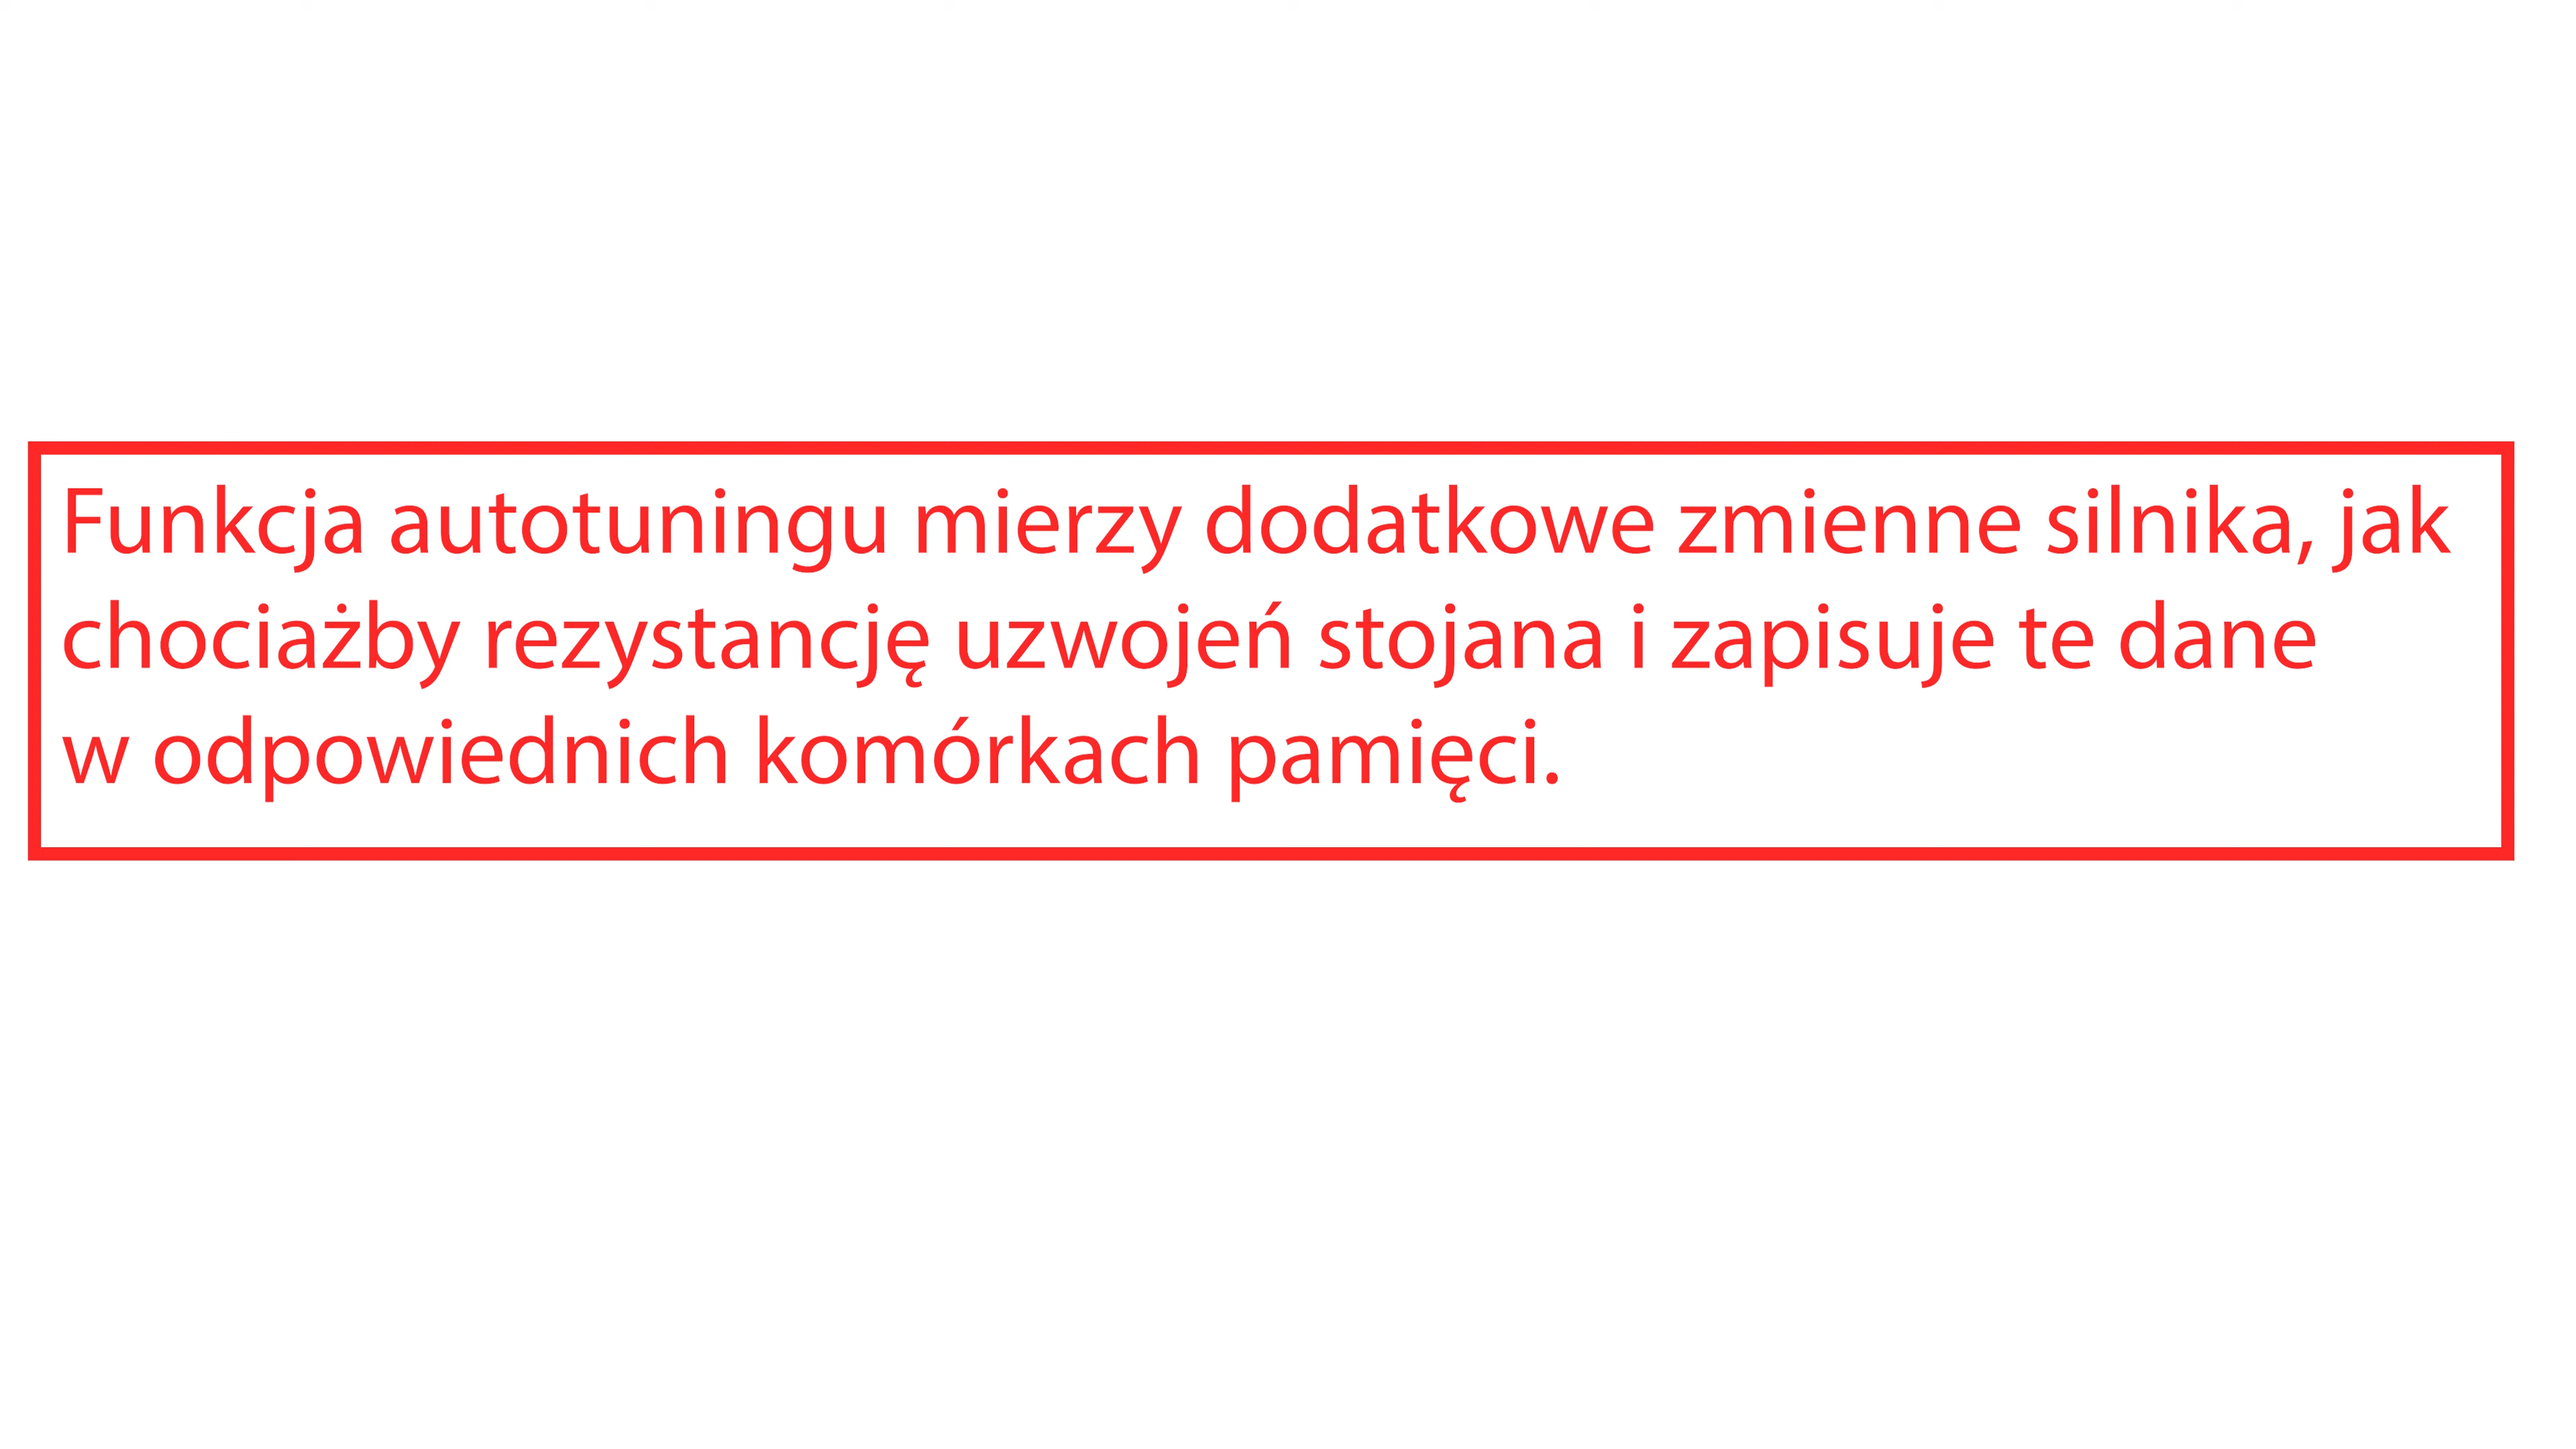 Funkcja autotuningu mierzy dodatkowe zmienne silnika, jak
chociażby rezystancję uzwojeń stojana i zapisuje te dane
w odpowiednich komórkach pamięci.